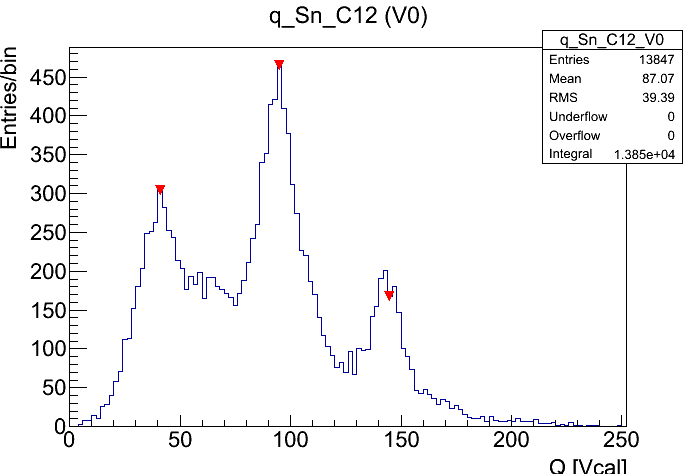 q_Sn_C12 (V0)
q_Sn_C12_V0
Entries 13847
Mean 87.07
RMS 39.39
Underflow 0
Overflow 0
Integral 1.385e+04
Entries/bin
450
400
350
300
250
200
150
100
50
0
0 50 100 150 200 250
Q [Vcal]